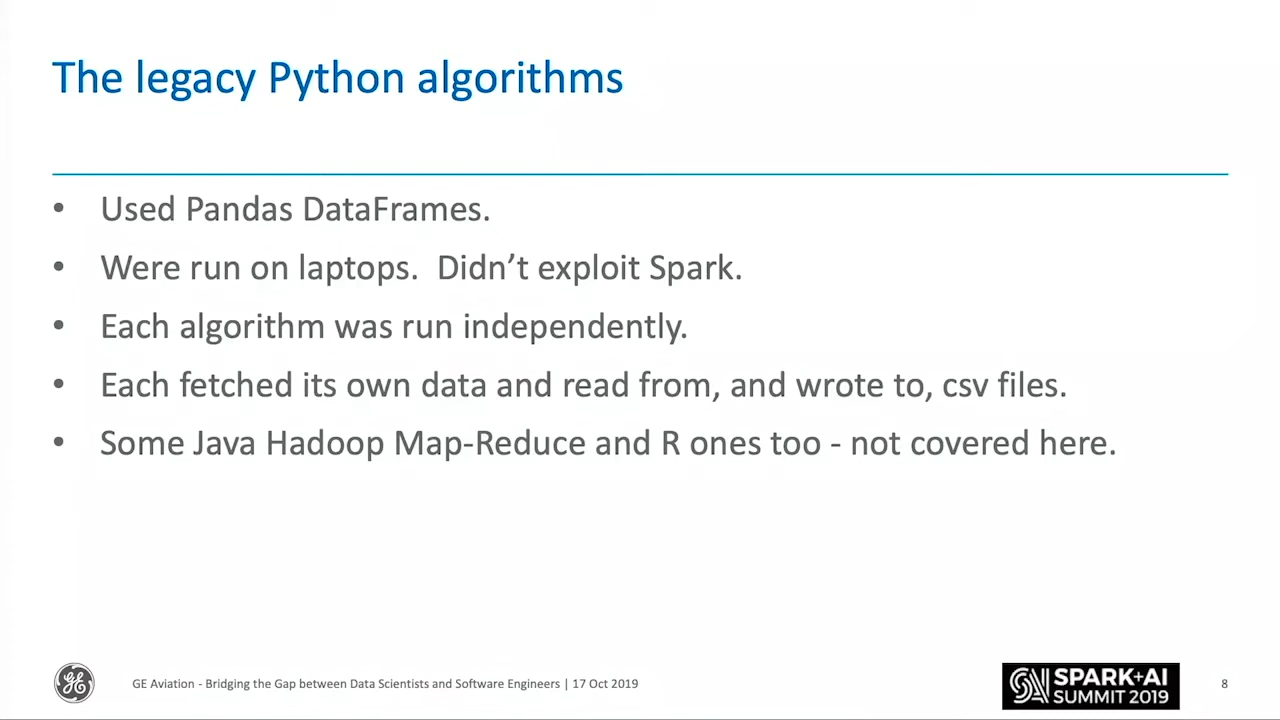 The legacy Python algorithms
• Used Pandas DataFrames.
• Were run on laptops.  Didn’t exploit Spark.
• Each algorithm was run independently.
• Each fetched its own data and read from, and wrote to, csv files.
• Some Java Hadoop Map-Reduce and R ones too - not covered here.
GE Aviation - Bridging the Gap between Data Scientists and Software Engineers | 17 Oct 2019
SPARK+AI
SUMMIT 2019
8